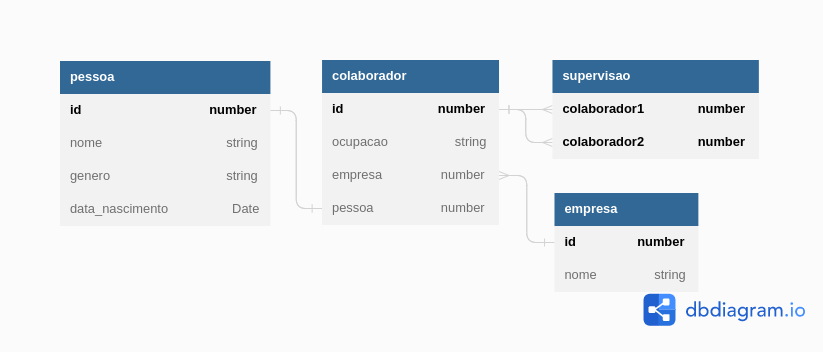 pessoa
id number
nome string
genero string
data_nascimento Date
colaborador
id number
ocupacao string
empresa number
pessoa number
supervisao
colaborador1 number
colaborador2 number
empresa
id number
nome string
dbdiagram.io